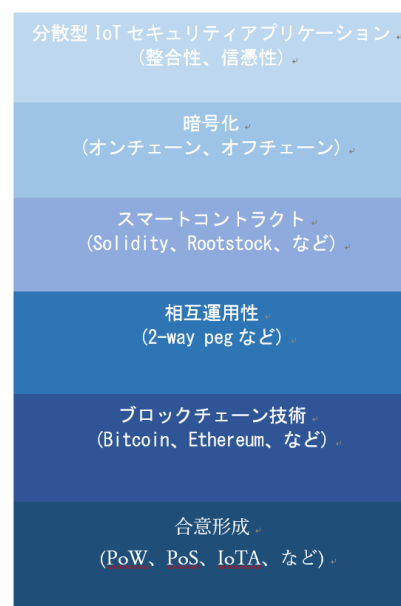 分散型 IoT セキュリティアプリケーション
(整合性、信憑性)
暗号化
(オンチェーン、オフチェーン)
スマートコントラクト
(Solidity、Rootstock、など)
相互運用性
(2-way peg など)
ブロックチェーン技術
(Bitcoin、Ethereum、など)
合意形成
(PoW、PoS、IoTA、など)